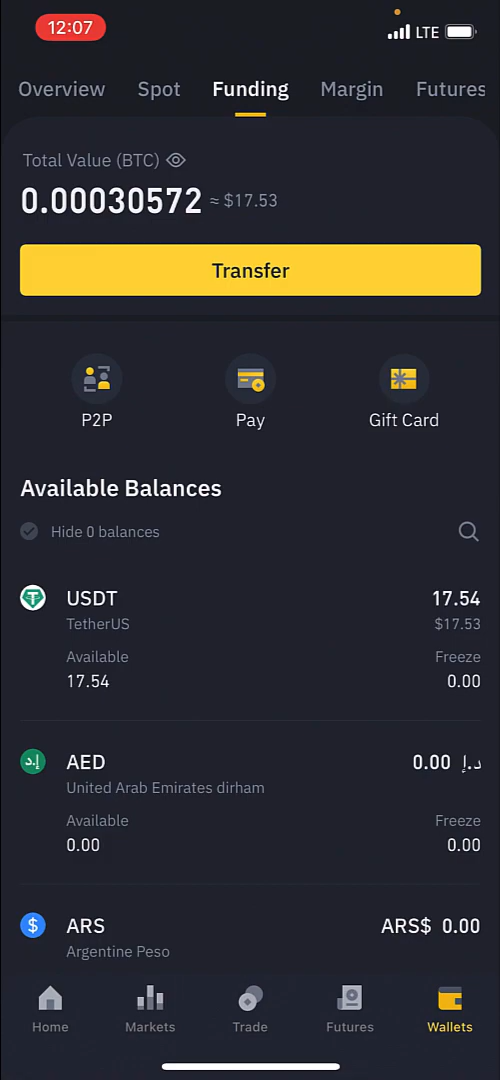 12:07
LTE
Overview Spot Funding Margin Futures
Total Value (BTC)
0.00030572 ≈ $17.53
Transfer
P2P Pay Gift Card
Available Balances
Hide 0 balances
USDT 17.54
TetherUS $17.53
Available Freeze
17.54 0.00
د.إ AED 0.00 د.إ
United Arab Emirates dirham
Available Freeze
0.00 0.00
$ ARS ARS$ 0.00
Argentine Peso
Home Markets Trade Futures Wallets